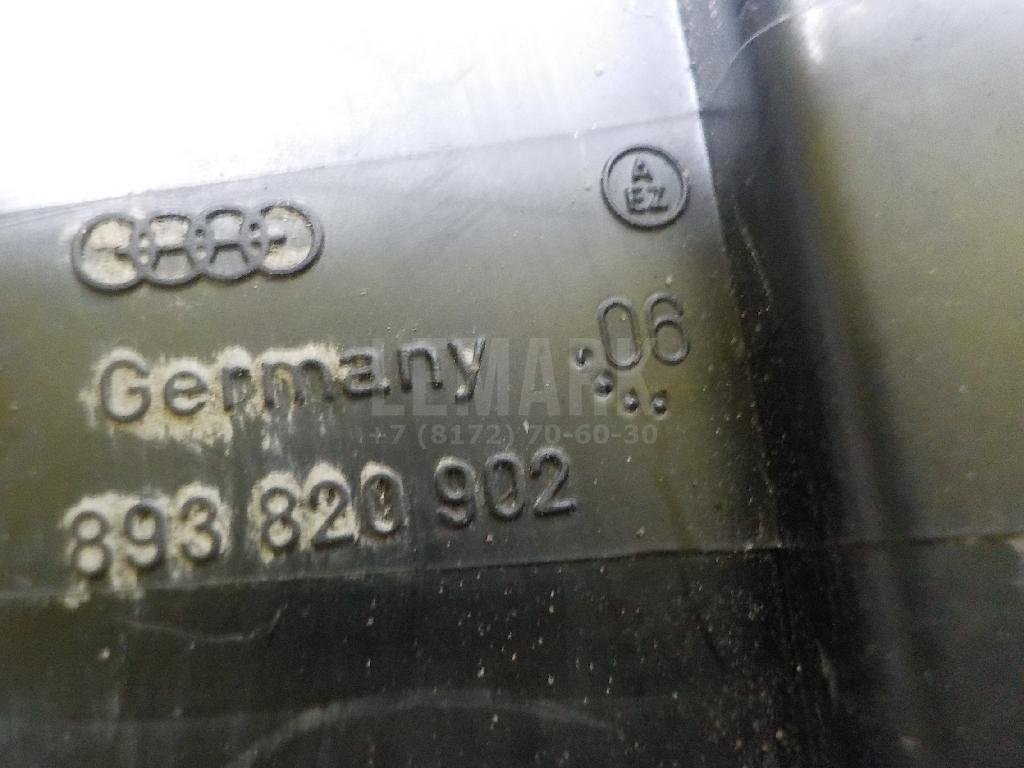 A
EZ
06
Germany
LEMARK
+7 (8172) 70-60-30
893 820 902